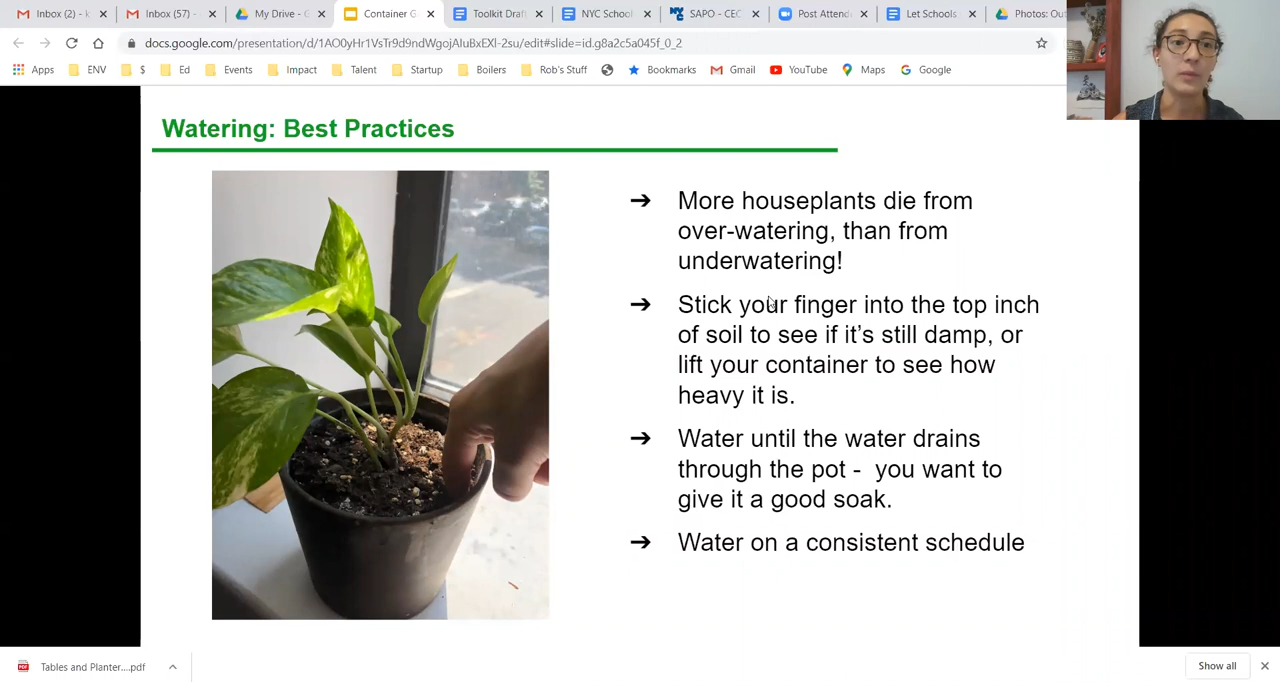 Inbox (2) - k
Inbox (57) -
My Drive - G
Container G
Toolkit Draf
NYC School
SAPO - CEC
Post Attend
Let Schools
Photos: Out
docs.google.com/presentation/d/1AO0yHr1VsTr9d9ndWgojAIuBxEXl-2su/edit#slide=id.g8a2c5a045f_0_2
Apps
ENV
$
Ed
Events
Impact
Talent
Startup
Boilers
Rob's Stuff
Bookmarks
Gmail
YouTube
Maps
Google
Watering: Best Practices
➔ More houseplants die from
over-watering, than from
underwatering!
➔ Stick your finger into the top inch
of soil to see if it's still damp, or
lift your container to see how
heavy it is.
➔ Water until the water drains
through the pot - you want to
give it a good soak.
➔ Water on a consistent schedule
Tables and Planter....pdf
Show all